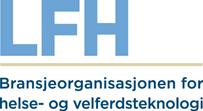 LFH
Bransjeorganisasjonen for
helse- og velferdsteknologi